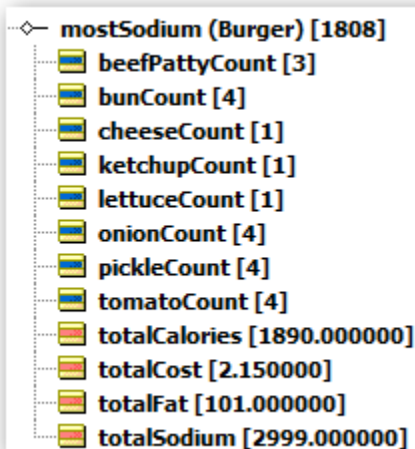 mostSodium (Burger) [1808]
beefPattyCount [3]
bunCount [4]
cheeseCount [1]
ketchupCount [1]
lettuceCount [1]
onionCount [4]
pickleCount [4]
tomatoCount [4]
totalCalories [1890.000000]
totalCost [2.150000]
totalFat [101.000000]
totalSodium [2999.000000]